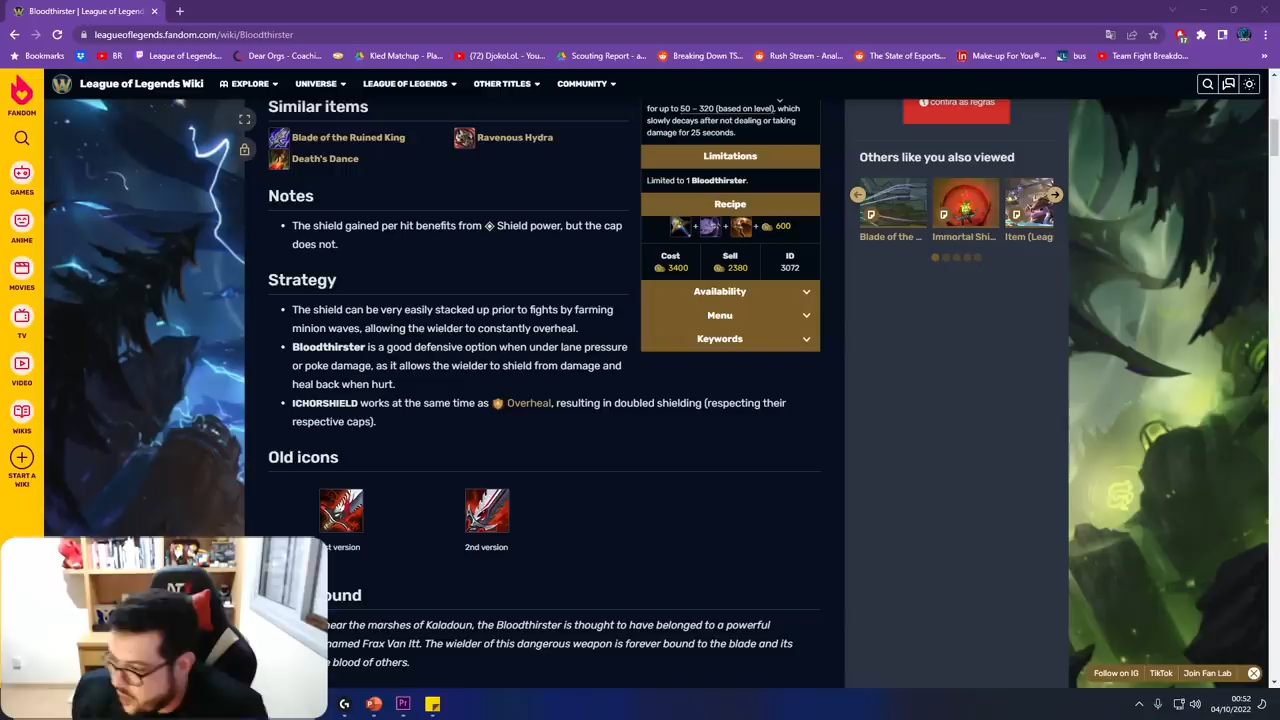 Bloodthirster | League of Legend
leagueoflegends.fandom.com/wiki/Bloodthirster
Bookmarks
BR
League of Legends...
Dear Orgs - Coachi...
Kled Matchup - Pla...
(72) DjokoLoL - You...
Scouting Report - a...
Breaking Down TS...
Rush Stream - Anal...
The State of Esports...
Make-up For You®...
bus
Team Fight Breakdo...
FANDOM
League of Legends Wiki
EXPLORE
UNIVERSE
LEAGUE OF LEGENDS
OTHER TITLES
COMMUNITY
GAMES
ANIME
MOVIES
TV
VIDEO
WIKIS
START A
WIKI
Similar items
Blade of the Ruined King
Ravenous Hydra
Death's Dance
Notes
The shield gained per hit benefits from Shield power, but the cap
does not.
Strategy
The shield can be very easily stacked up prior to fights by farming
minion waves, allowing the wielder to constantly overheal.
Bloodthirster is a good defensive option when under lane pressure
or poke damage, as it allows the wielder to shield from damage and
heal back when hurt.
ICHORSHIELD works at the same time as Overheal, resulting in doubled shielding (respecting their
respective caps).
Old icons
st version
2nd version
ound
near the marshes of Kaladoun, the Bloodthirster is thought to have belonged to a powerful
named Frax Van Itt. The wielder of this dangerous weapon is forever bound to the blade and its
blood of others.
for up to 50 – 320 (based on level), which
slowly decays after not dealing or taking
damage for 25 seconds.
Limitations
Limited to 1 Bloodthirster.
Recipe
+ + + 600
Cost
3400
Sell
2380
ID
3072
Availability
Menu
Keywords
confira as regras
Others like you also viewed
Blade of the ...
Immortal Shi...
Item (Leag
Follow on IG
TikTok
Join Fan Lab
00:52
04/10/2022